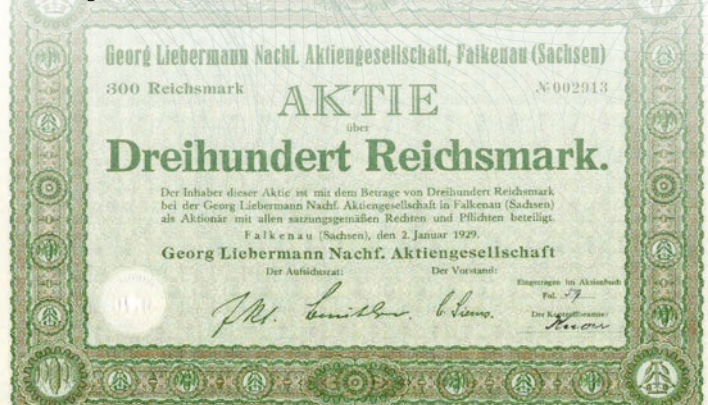 Georg Liebermann Nachf. Aktiengesellschaft, Falkenau (Sachsen)
300 Reichsmark
№ 002913
AKTIE
über
Dreihundert Reichsmark.
Der Inhaber dieser Aktie ist mit dem Betrage von Dreihundert Reichsmark
bei der Georg Liebermann Nachf. Aktiengesellschaft in Falkenau (Sachsen)
als Aktionär mit allen satzungsgemäßen Rechten und Pflichten beteiligt.
Falkenau (Sachsen), den 2. Januar 1929.
Georg Liebermann Nachf. Aktiengesellschaft
Der Aufsichtsrat:
Der Vorstand:
Eingetragen im Aktienbuch
Fol. 59
Der Kontrollbeamte: